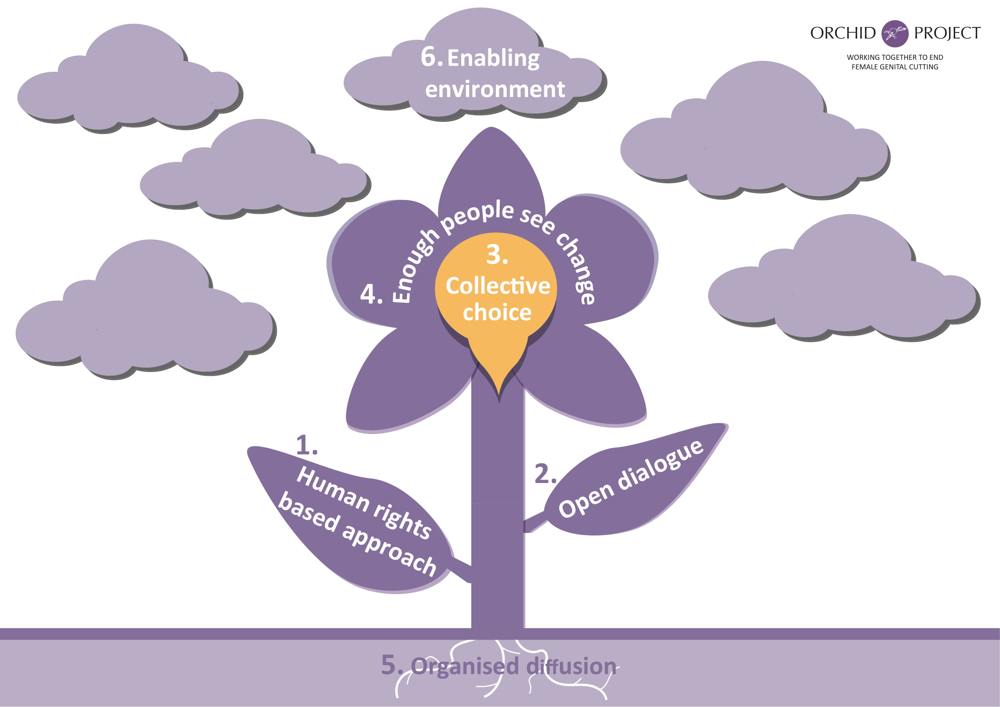 ORCHID PROJECT
WORKING TOGETHER TO END
FEMALE GENITAL CUTTING
6. Enabling
environment
4. Enough people see change
3.
Collective
choice
1.
Human rights
based approach
2.
Open dialogue
5. Organised diffusion